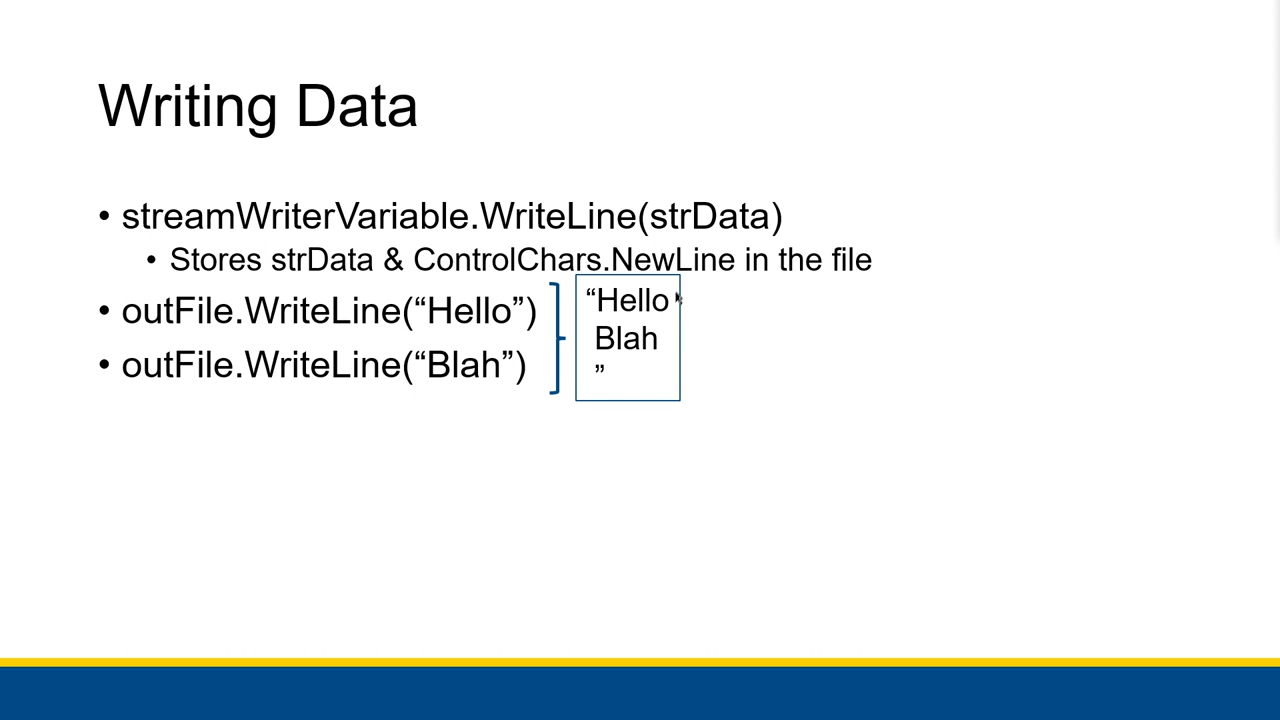 Writing Data
• streamWriterVariable.WriteLine(strData)
• Stores strData & ControlChars.NewLine in the file
• outFile.WriteLine(“Hello”)
• outFile.WriteLine(“Blah”)
“Hello
Blah
”